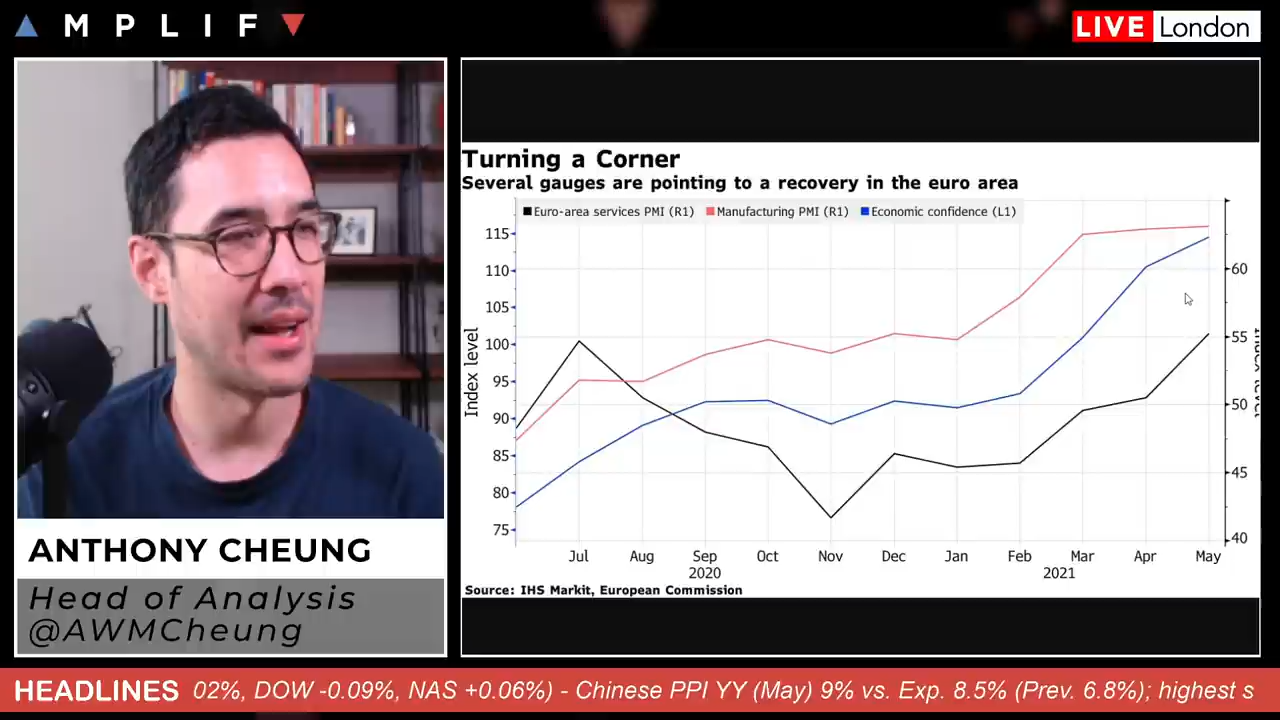 ▲ M P L I F ▼
LIVE London
Turning a Corner
Several gauges are pointing to a recovery in the euro area
Euro-area services PMI (R1) Manufacturing PMI (R1) Economic confidence (L1)
115
110
105
100
95
90
85
80
75
Index level
60
55
50
45
40
Jul Aug Sep Oct Nov Dec Jan Feb Mar Apr May
2020 2021
Source: IHS Markit, European Commission
ANTHONY CHEUNG
Head of Analysis
@AWMCheung
HEADLINES 02%, DOW -0.09%, NAS +0.06%) - Chinese PPI YY (May) 9% vs. Exp. 8.5% (Prev. 6.8%); highest s